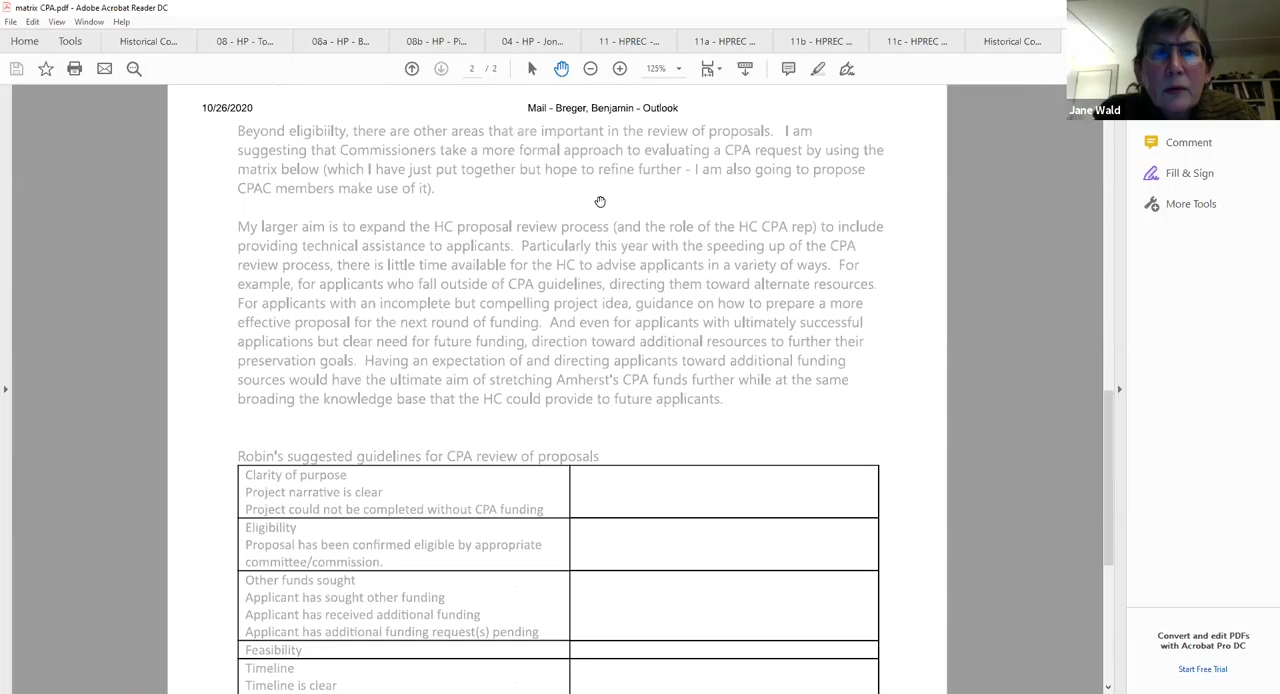 matrix CPA.pdf - Adobe Acrobat Reader DC
File Edit View Window Help
Home Tools Historical Co... 08 - HP - To... 08a - HP - B... 08b - HP - Pi... 04 - HP - Jon... 11 - HPREC -... 11a - HPREC ... 11b - HPREC ... 11c - HPREC ... Historical Co...
2 / 2 125%
Jane Wald
10/26/2020 Mail - Breger, Benjamin - Outlook
Beyond eligibiilty, there are other areas that are important in the review of proposals. I am
suggesting that Commissioners take a more formal approach to evaluating a CPA request by using the
matrix below (which I have just put together but hope to refine further - I am also going to propose
CPAC members make use of it).
My larger aim is to expand the HC proposal review process (and the role of the HC CPA rep) to include
providing technical assistance to applicants. Particularly this year with the speeding up of the CPA
review process, there is little time available for the HC to advise applicants in a variety of ways. For
example, for applicants who fall outside of CPA guidelines, directing them toward alternate resources.
For applicants with an incomplete but compelling project idea, guidance on how to prepare a more
effective proposal for the next round of funding. And even for applicants with ultimately successful
applications but clear need for future funding, direction toward additional resources to further their
preservation goals. Having an expectation of and directing applicants toward additional funding
sources would have the ultimate aim of stretching Amherst's CPA funds further while at the same
broading the knowledge base that the HC could provide to future applicants.
Robin's suggested guidelines for CPA review of proposals
Clarity of purpose
Project narrative is clear
Project could not be completed without CPA funding
Eligibility
Proposal has been confirmed eligible by appropriate
committee/commission.
Other funds sought
Applicant has sought other funding
Applicant has received additional funding
Applicant has additional funding request(s) pending
Feasibility
Timeline
Timeline is clear
Comment
Fill & Sign
More Tools
Convert and edit PDFs
with Acrobat Pro DC
Start Free Trial